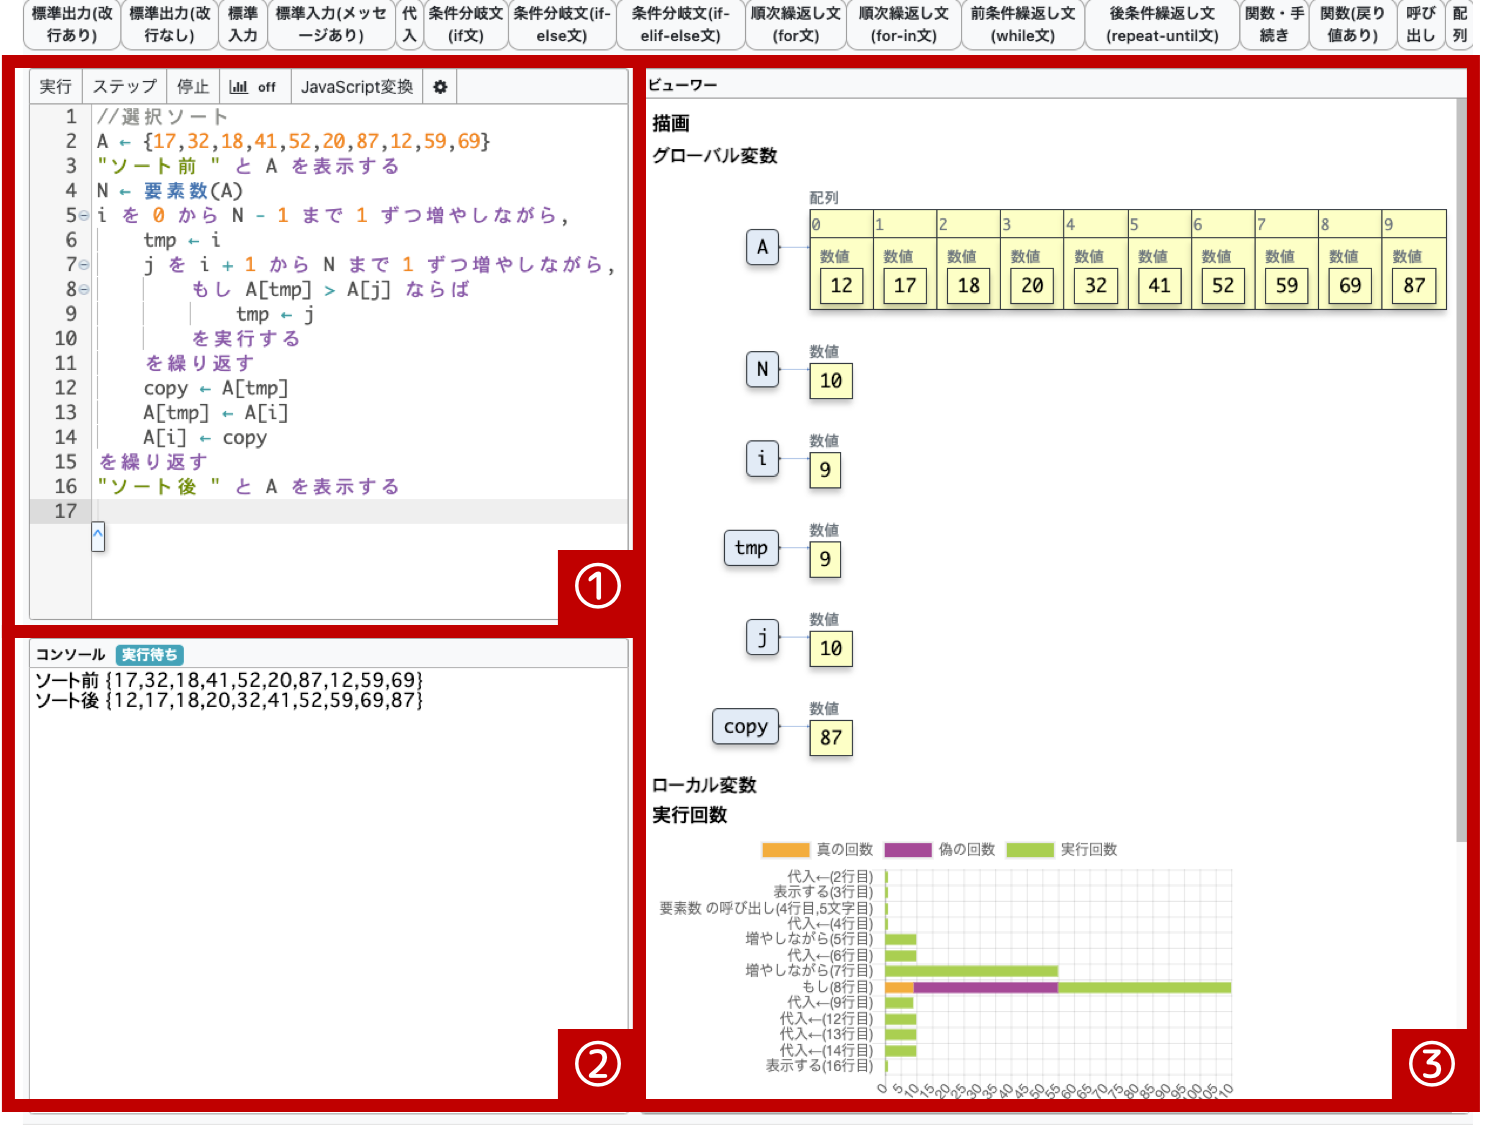 標準出力(改行あり)
標準出力(改行なし)
標準入力
標準入力(メッセージあり)
代入
条件分岐文(if文)
条件分岐文(if-else文)
条件分岐文(if-elif-else文)
順次繰返し文(for文)
順次繰返し文(for-in文)
前条件繰返し文(while文)
後条件繰返し文(repeat-until文)
関数・手続き
関数(戻り値あり)
呼び出し
配列
実行 ステップ 停止 off JavaScript変換
1 //選択ソート
2 A ← {17,32,18,41,52,20,87,12,59,69}
3 "ソート前 " と A を表示する
4 N ← 要素数(A)
5 i を 0 から N - 1 まで 1 ずつ増やしながら,
6 tmp ← i
7 j を i + 1 から N まで 1 ずつ増やしながら,
8 もし A[tmp] > A[j] ならば
9 tmp ← j
10 を実行する
11 を繰り返す
12 copy ← A[tmp]
13 A[tmp] ← A[i]
14 A[i] ← copy
15 を繰り返す
16 "ソート後 " と A を表示する
17
①
コンソール 実行待ち
ソート前 {17,32,18,41,52,20,87,12,59,69}
ソート後 {12,17,18,20,32,41,52,59,69,87}
②
ビューワー
描画
グローバル変数
配列
0 1 2 3 4 5 6 7 8 9
数値 数値 数値 数値 数値 数値 数値 数値 数値 数値
A 12 17 18 20 32 41 52 59 69 87
数値
N 10
数値
i 9
数値
tmp 9
数値
j 10
数値
copy 87
ローカル変数
実行回数
真の回数 偽の回数 実行回数
代入←(2行目)
表示する(3行目)
要素数 の呼び出し(4行目,5文字目)
代入←(4行目)
増やしながら(5行目)
代入←(6行目)
増やしながら(7行目)
もし(8行目)
代入←(9行目)
代入←(12行目)
代入←(13行目)
代入←(14行目)
表示する(16行目)
0 5 10 15 20 25 30 35 40 45 50 55 60 65 70 75 80 85 90 95 100 105 110
③